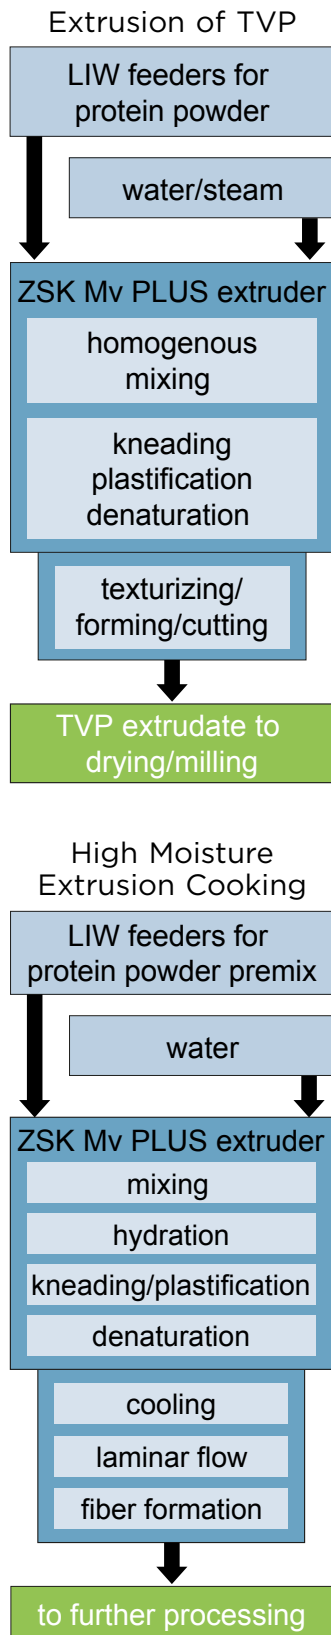 Extrusion of TVP
LIW feeders for
protein powder
water/steam
ZSK Mv PLUS extruder
homogenous
mixing
kneading
plastification
denaturation
texturizing/
forming/cutting
TVP extrudate to
drying/milling
High Moisture
Extrusion Cooking
LIW feeders for
protein powder premix
water
ZSK Mv PLUS extruder
mixing
hydration
kneading/plastification
denaturation
cooling
laminar flow
fiber formation
to further processing